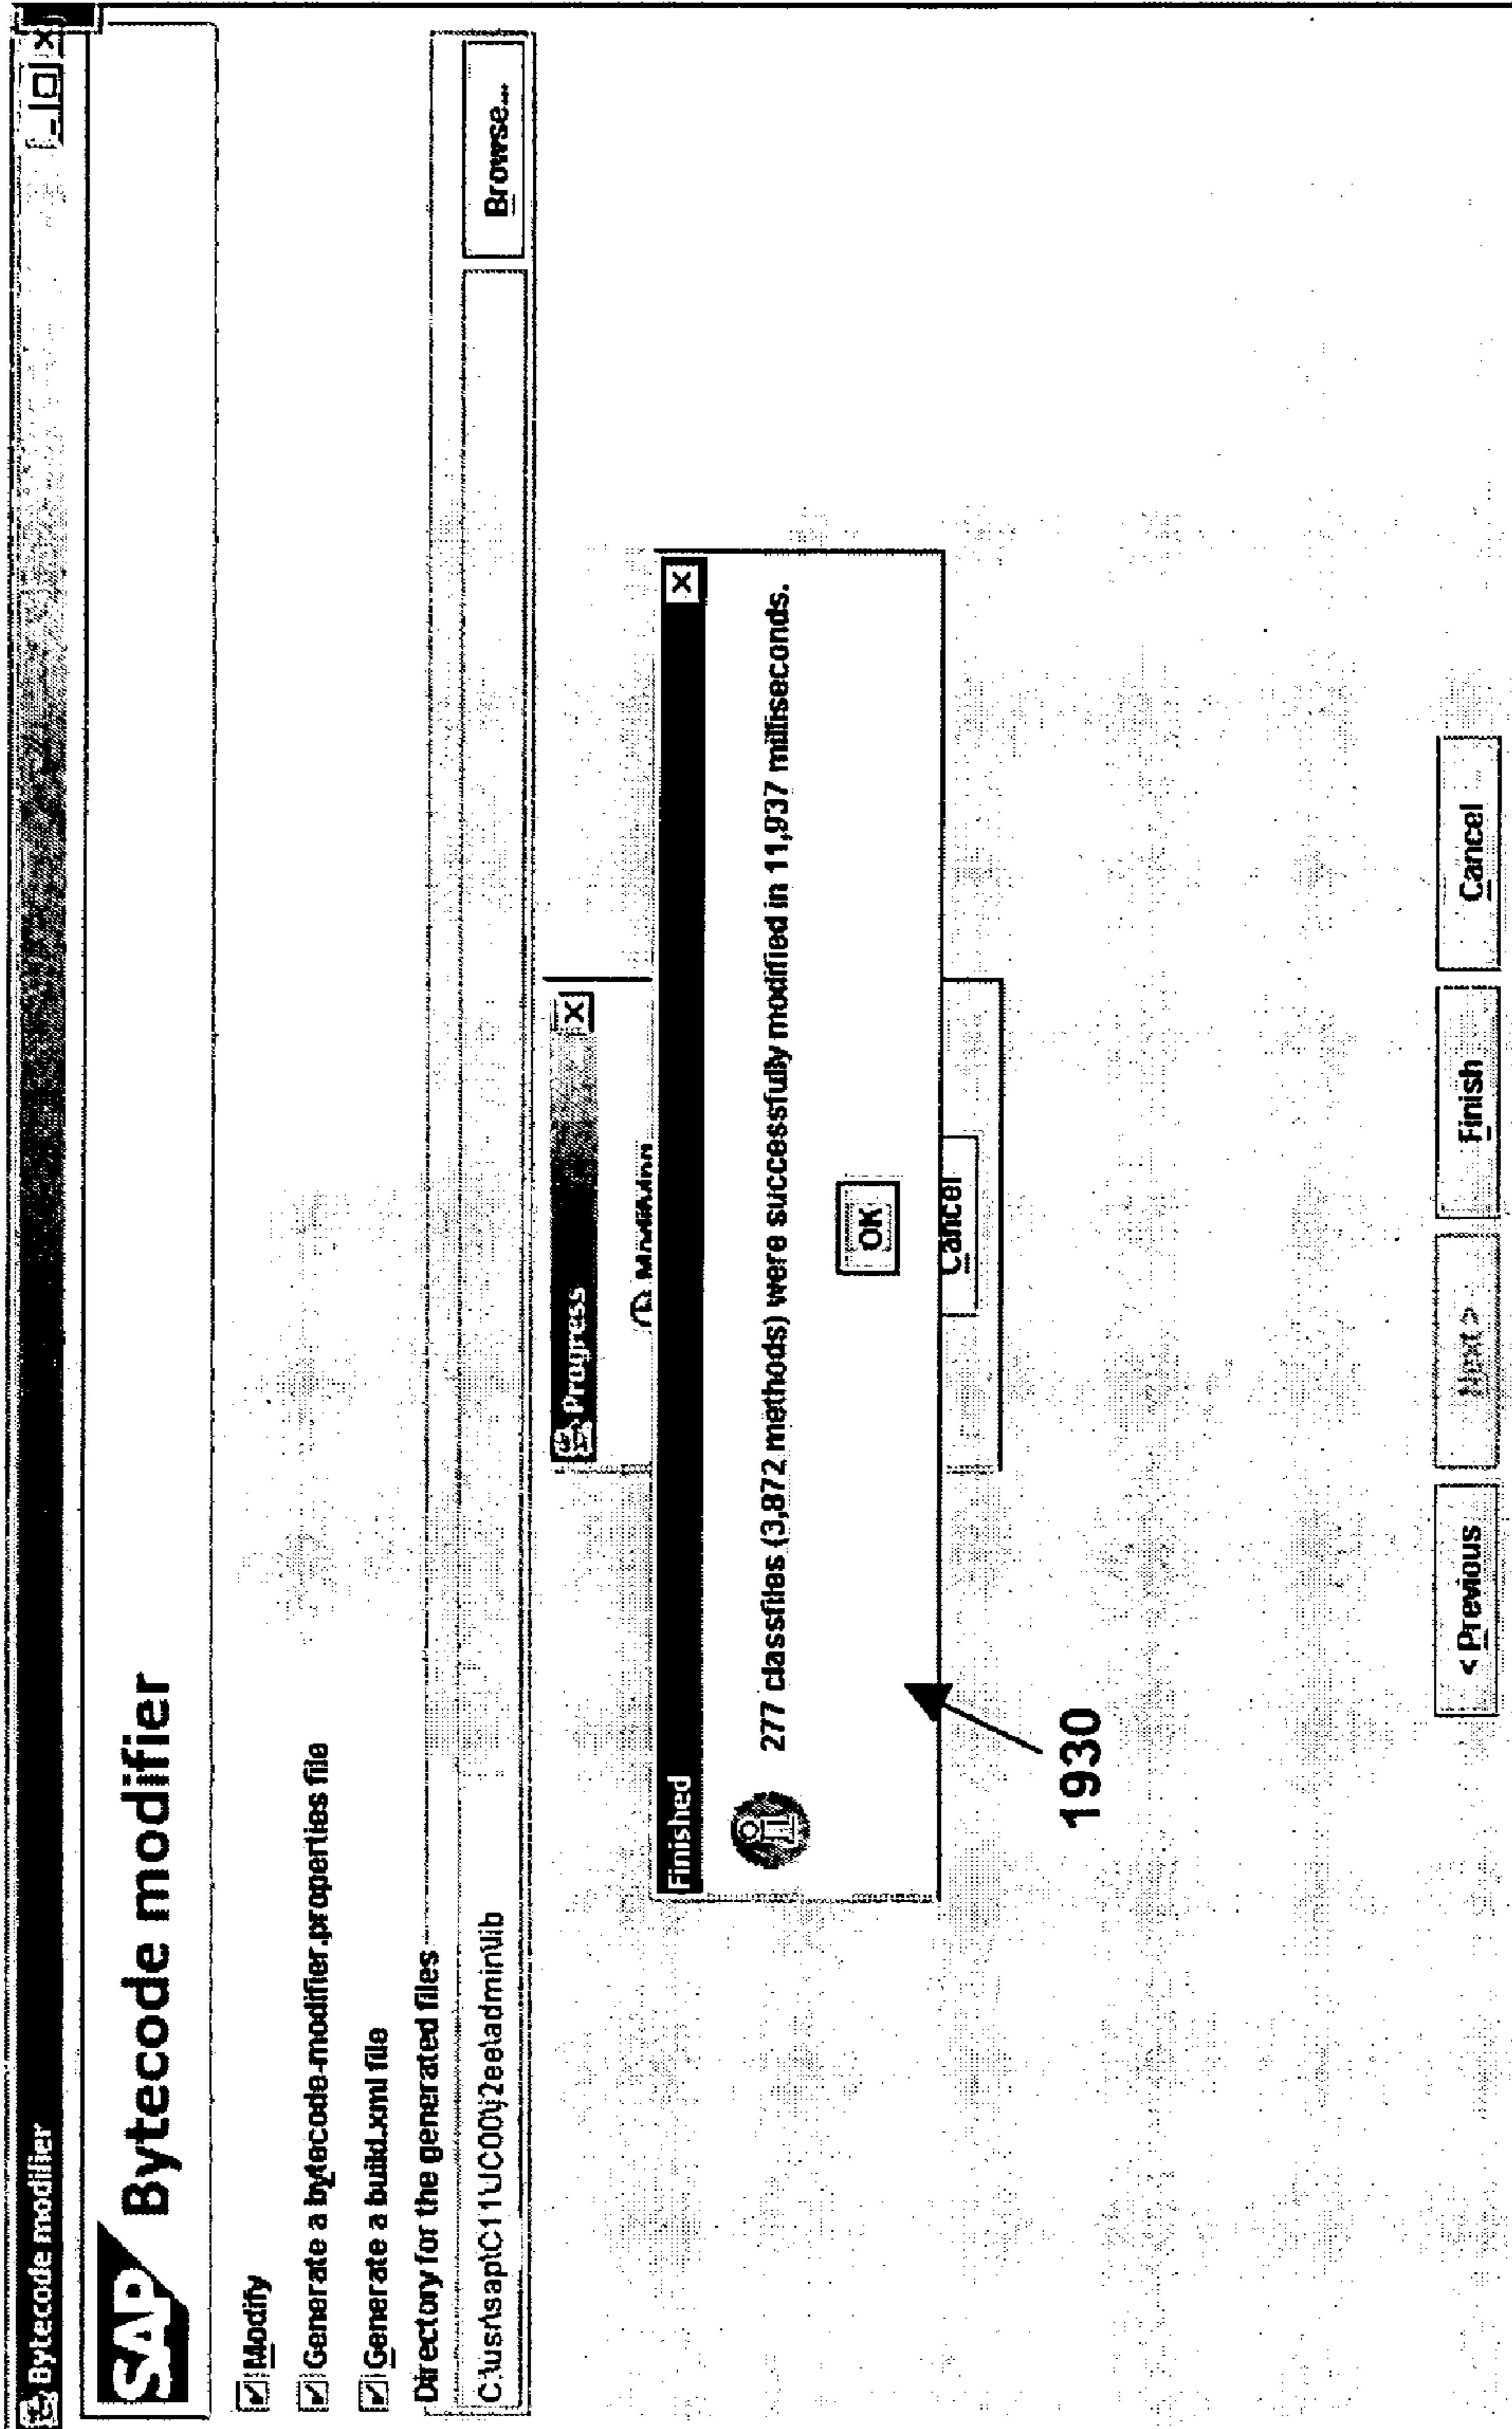 Bytecode modifier
SAP Bytecode modifier
Modify
Generate a bytecode-modifier.properties file
Generate a build.xml file
Directory for the generated files
C:\usr\sap\C11\JC00\j2ee\admin\lib
Browse...
Progress
Modifying
Finished
277 classfiles (3,872 methods) were successfully modified in 11,937 milliseconds.
OK
Cancel
1930
< Previous
Next >
Finish
Cancel